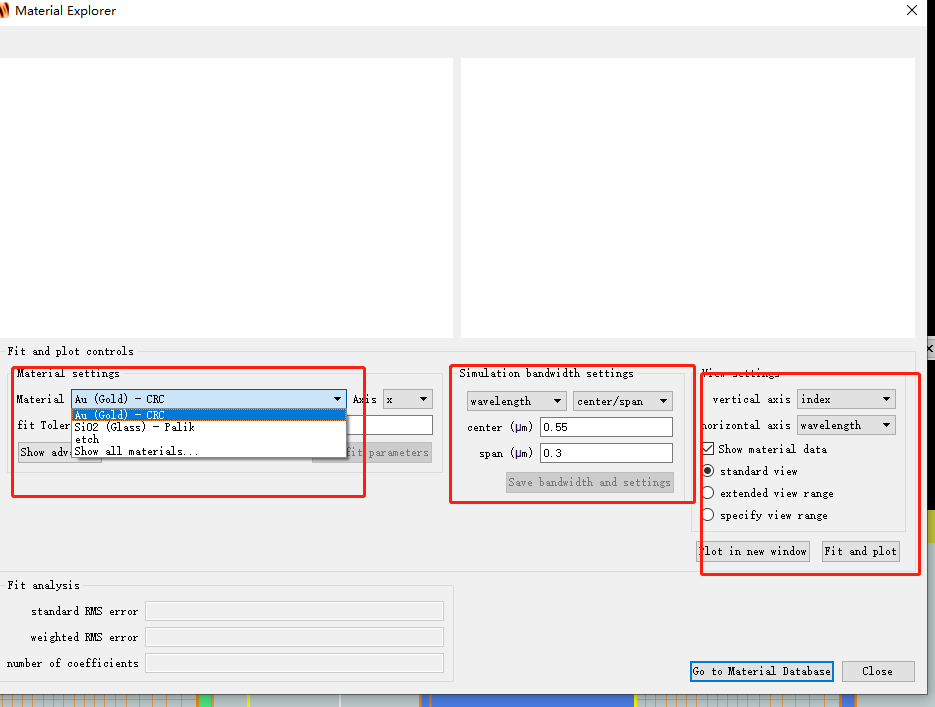 Material Explorer
Fit and plot controls
Material settings
Material Au (Gold) - CRC Axis x
Au (Gold) - CRC
SiO2 (Glass) - Palik
etch
Show all materials...
fit Toler
Show adv
fit parameters
Simulation bandwidth settings
wavelength center/span
center (μm) 0.55
span (μm) 0.3
Save bandwidth and settings
View settings
vertical axis index
horizontal axis wavelength
Show material data
standard view
extended view range
specify view range
Plot in new window Fit and plot
Fit analysis
standard RMS error
weighted RMS error
number of coefficients
Go to Material Database Close